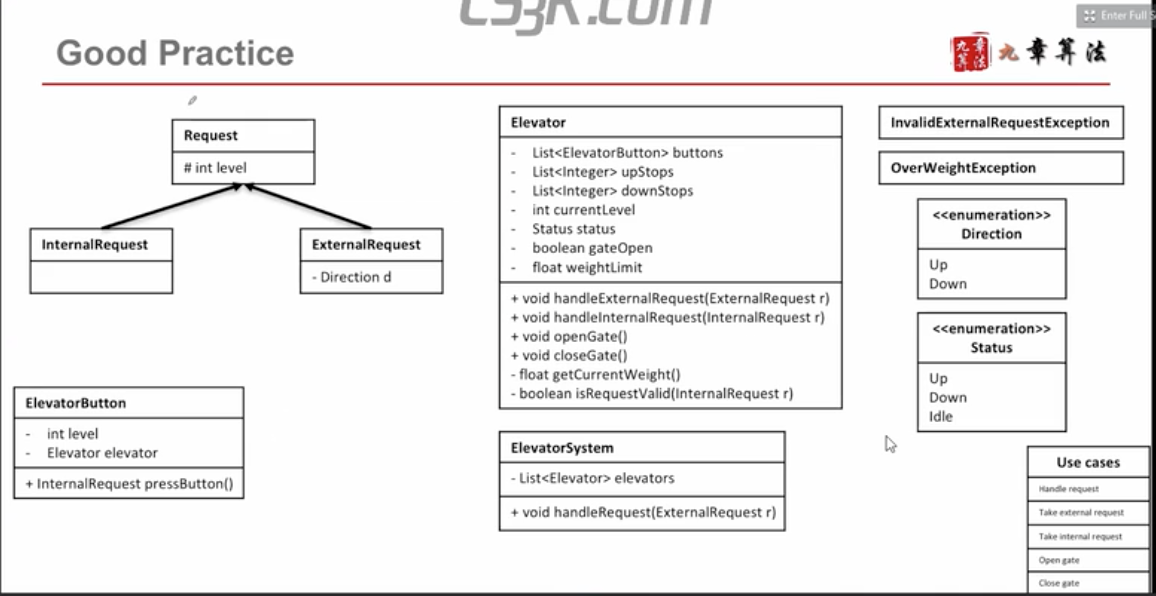 cs3k.com
Enter Full S
Good Practice
九章算法
九章算法
Request
# int level
InternalRequest
ExternalRequest
- Direction d
ElevatorButton
- int level
- Elevator elevator
+ InternalRequest pressButton()
Elevator
- List<ElevatorButton> buttons
- List<Integer> upStops
- List<Integer> downStops
- int currentLevel
- Status status
- boolean gateOpen
- float weightLimit
+ void handleExternalRequest(ExternalRequest r)
+ void handleInternalRequest(InternalRequest r)
+ void openGate()
+ void closeGate()
- float getCurrentWeight()
- boolean isRequestValid(InternalRequest r)
ElevatorSystem
- List<Elevator> elevators
+ void handleRequest(ExternalRequest r)
InvalidExternalRequestException
OverWeightException
<<enumeration>>
Direction
Up
Down
<<enumeration>>
Status
Up
Down
Idle
Use cases
Handle request
Take external request
Take internal request
Open gate
Close gate